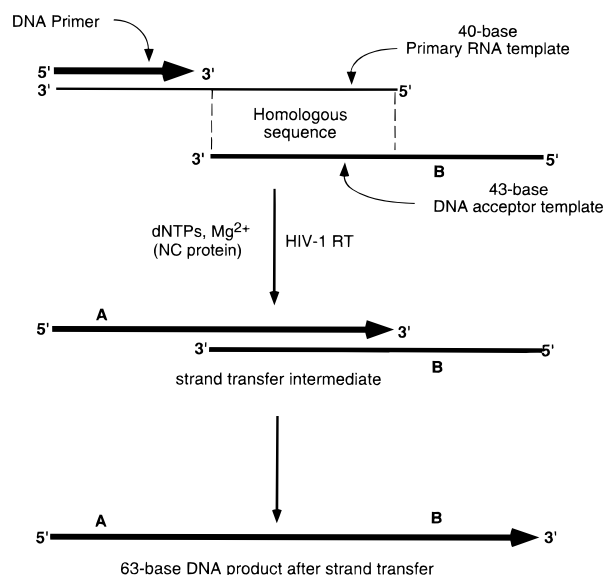 DNA Primer
40-base
Primary RNA template
5' 3'
3' 5'
Homologous
sequence
3' 5'
B
43-base
DNA acceptor template
dNTPs, Mg2+
(NC protein)
HIV-1 RT
A
5' 3'
3' 5'
B
strand transfer intermediate
A B
5' 3'
63-base DNA product after strand transfer